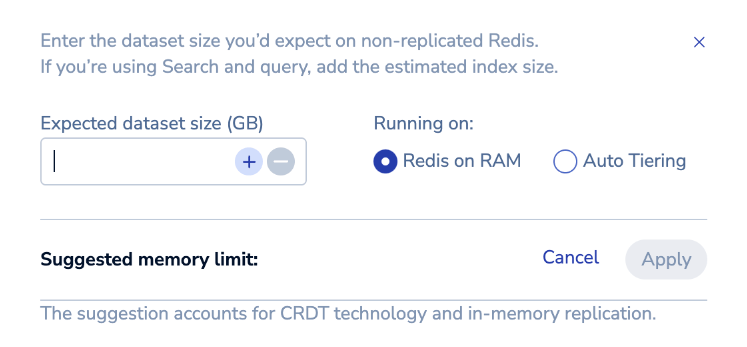 Enter the dataset size you’d expect on non-replicated Redis.
If you’re using Search and query, add the estimated index size.
Expected dataset size (GB)
Running on:
Redis on RAM
Auto Tiering
Suggested memory limit:
Cancel
Apply
The suggestion accounts for CRDT technology and in-memory replication.